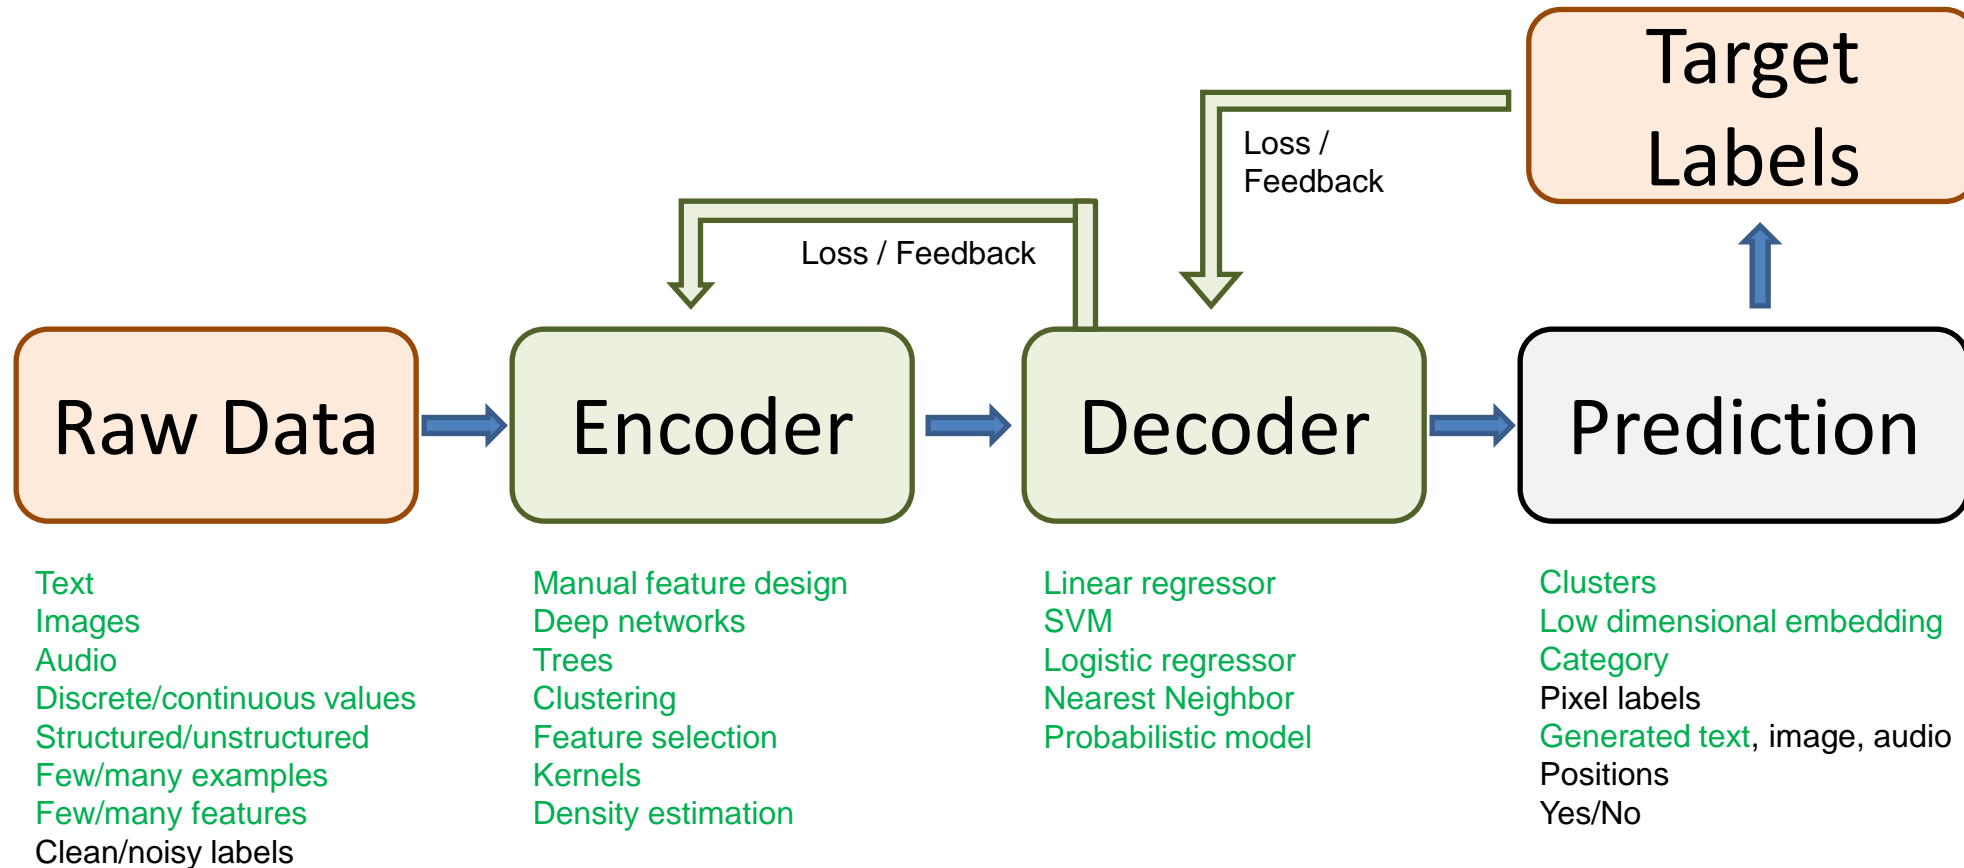 Target
Labels
Loss /
Feedback
Loss / Feedback
Raw Data
Encoder
Decoder
Prediction
Text
Images
Audio
Discrete/continuous values
Structured/unstructured
Few/many examples
Few/many features
Clean/noisy labels
Manual feature design
Deep networks
Trees
Clustering
Feature selection
Kernels
Density estimation
Linear regressor
SVM
Logistic regressor
Nearest Neighbor
Probabilistic model
Clusters
Low dimensional embedding
Category
Pixel labels
Generated text, image, audio
Positions
Yes/No